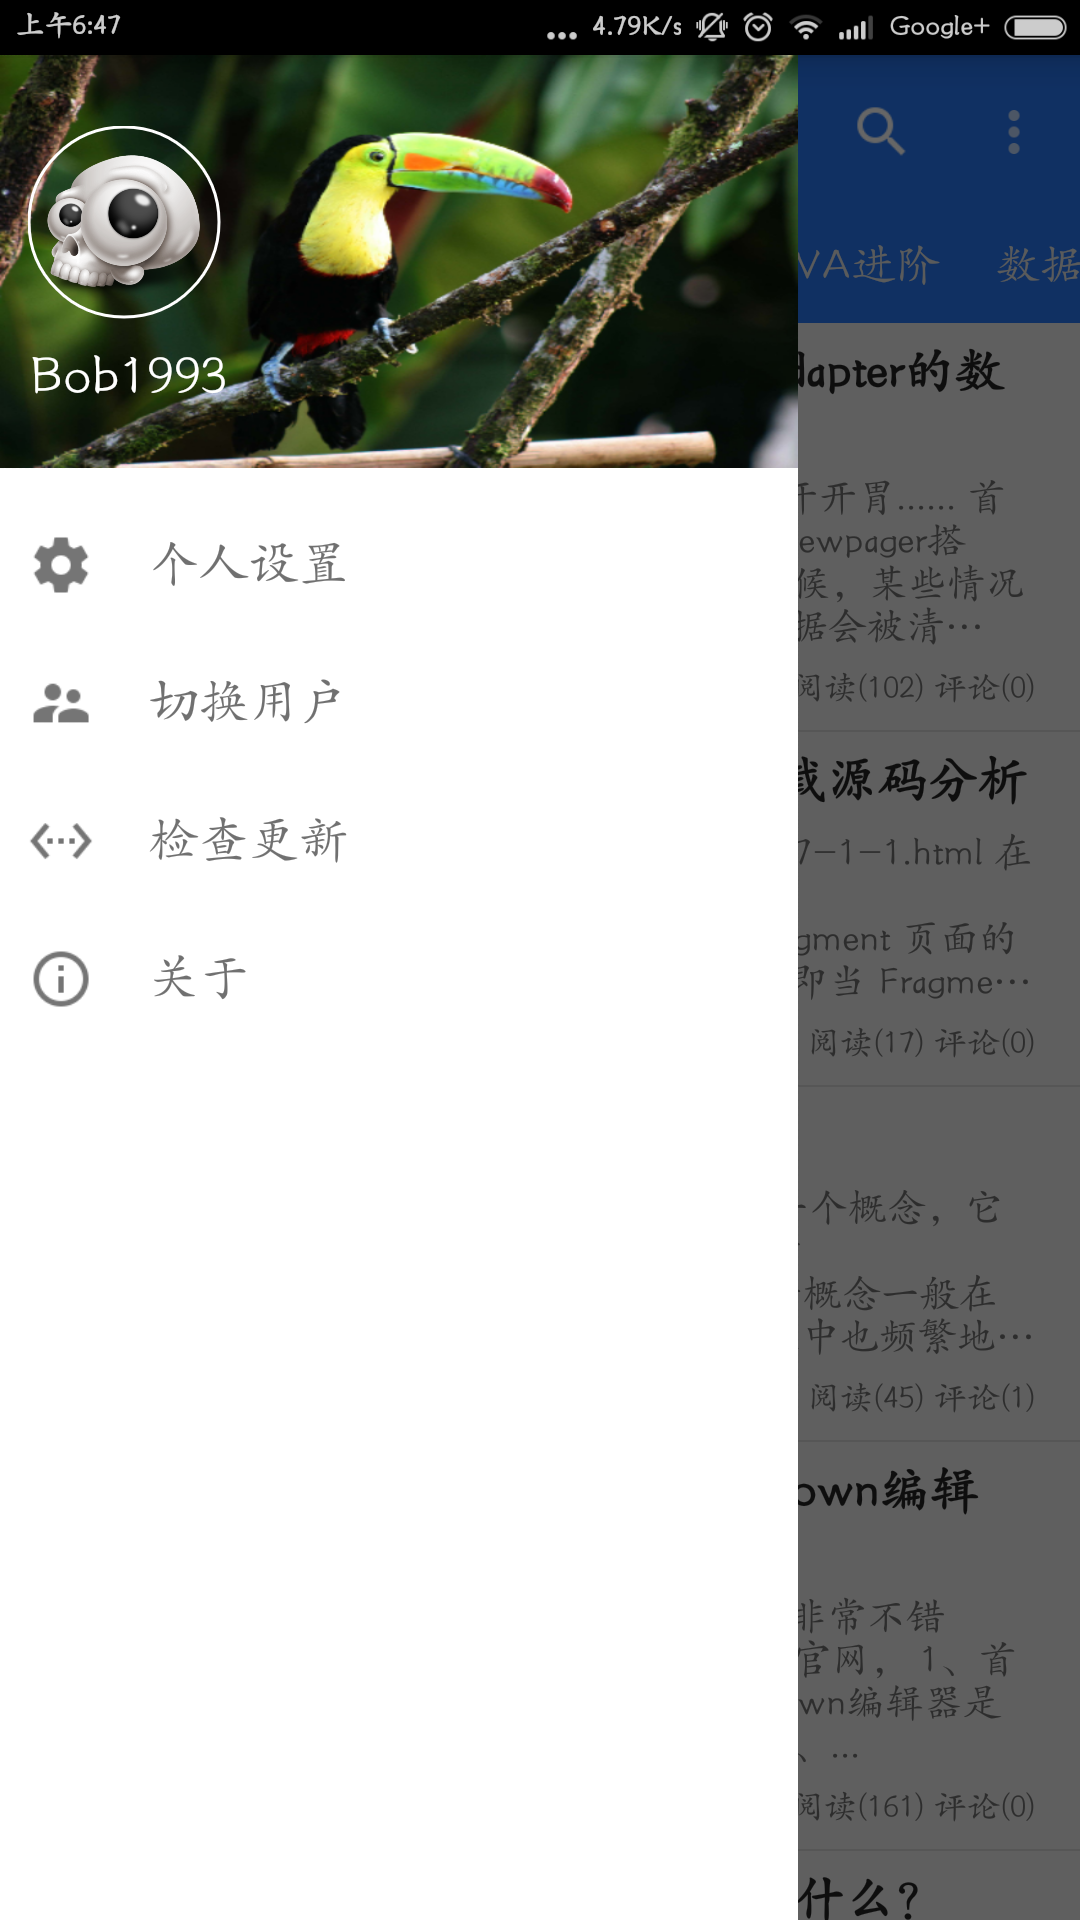 上午6:47
... 4.79K/s Google+
VA进阶 数据
Bob1993
个人设置
切换用户
检查更新
关于
dapter的数
开开胃...... 首
ewpager搭
候，某些情况
据会被清…
阅读(102) 评论(0)
载源码分析
7-1-1.html 在
gment 页面的
即当 Fragme…
阅读(17) 评论(0)
一个概念，它
概念一般在
中也频繁地…
阅读(45) 评论(1)
own编辑
非常不错
官网， 1、首
wn编辑器是
、...
阅读(161) 评论(0)
什么？